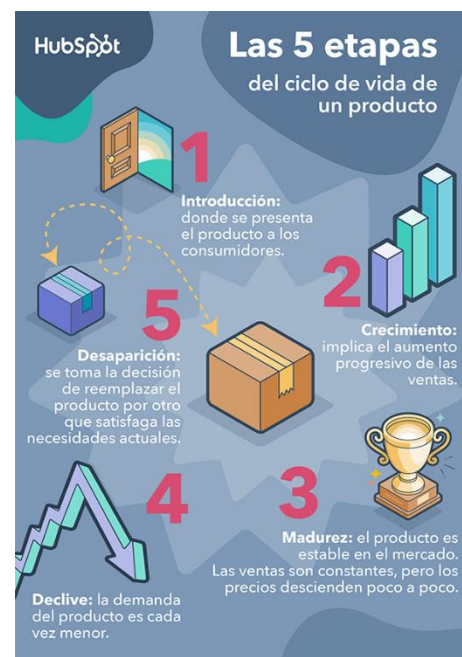 HubSpot
Las 5 etapas
del ciclo de vida de
un producto
1
Introducción:
donde se presenta
el producto a los
consumidores.
2
Crecimiento:
implica el aumento
progresivo de las
ventas.
3
Madurez: el producto es
estable en el mercado.
Las ventas son constantes, pero los
precios descienden poco a poco.
4
Declive: la demanda
del producto es cada
vez menor.
5
Desaparición:
se toma la decisión
de reemplazar el
producto por otro
que satisfaga las
necesidades actuales.